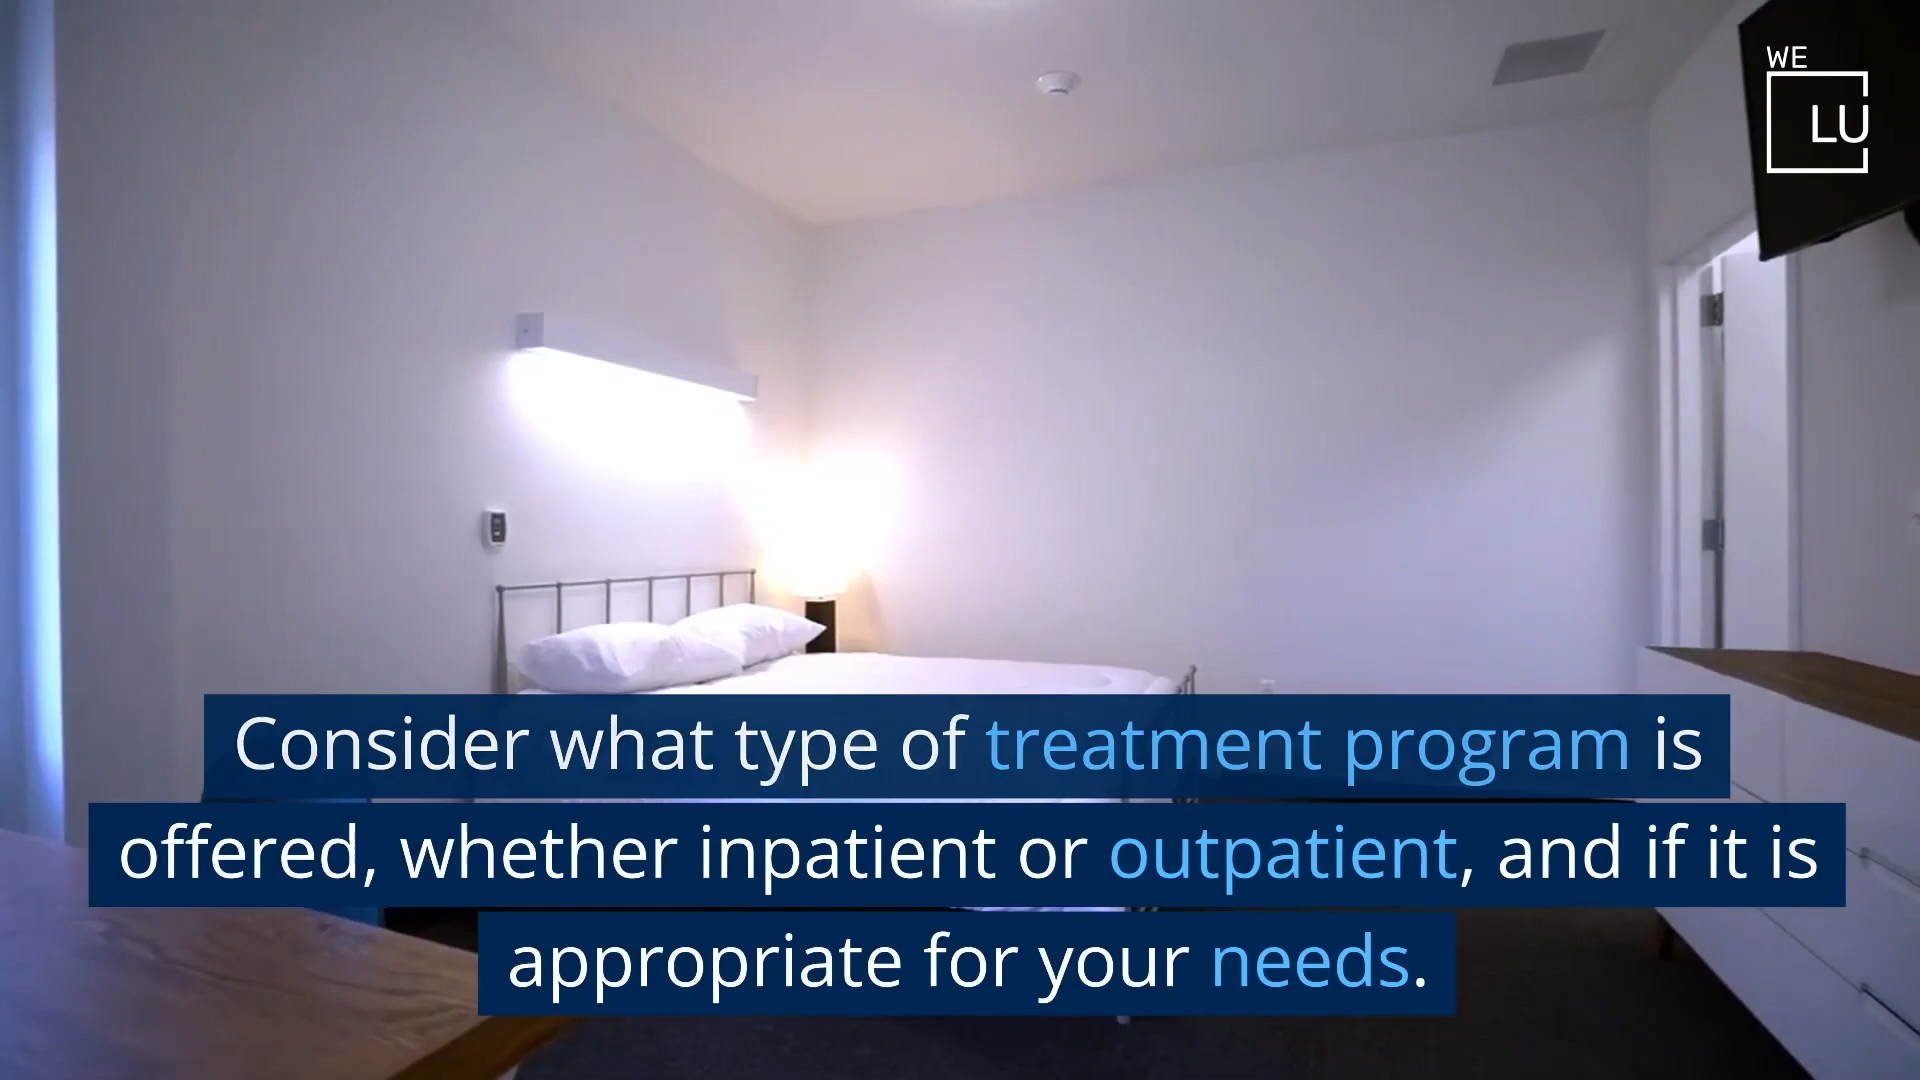 WE
LU
Consider what type of treatment program is
offered, whether inpatient or outpatient, and if it is
appropriate for your needs.